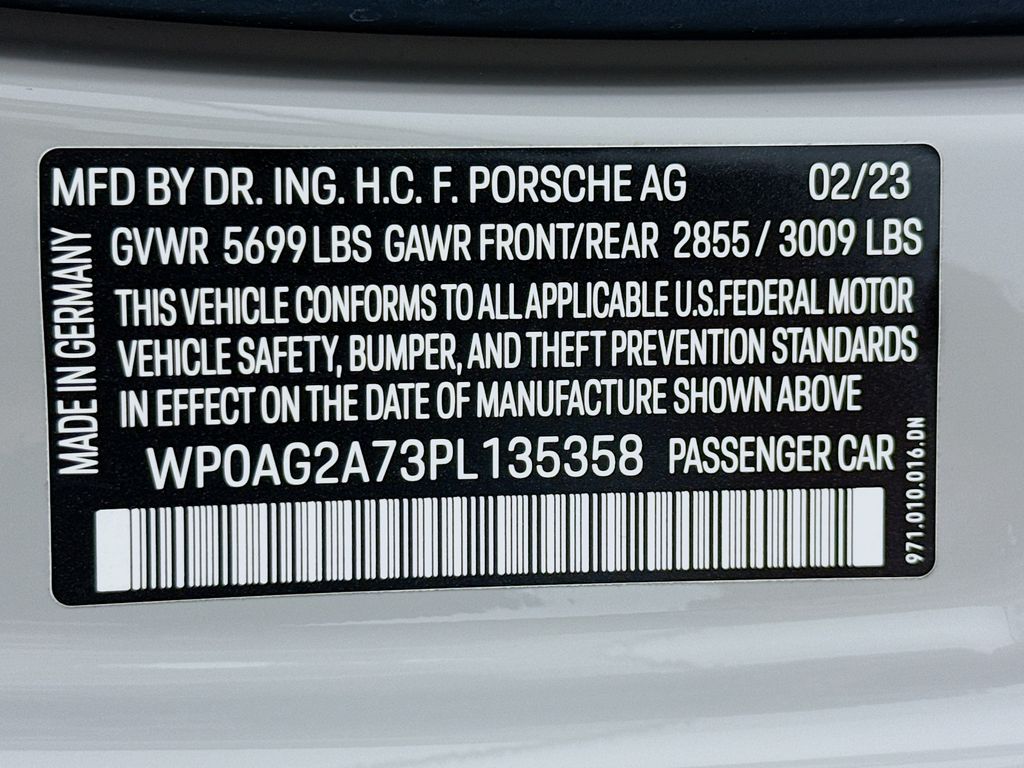 MFD BY DR. ING. H.C. F. PORSCHE AG 02/23
GVWR 5699 LBS GAWR FRONT/REAR 2855 / 3009 LBS
THIS VEHICLE CONFORMS TO ALL APPLICABLE U.S.FEDERAL MOTOR
VEHICLE SAFETY, BUMPER, AND THEFT PREVENTION STANDARDS
IN EFFECT ON THE DATE OF MANUFACTURE SHOWN ABOVE
WP0AG2A73PL135358 PASSENGER CAR
MADE IN GERMANY
971.010.016.DN